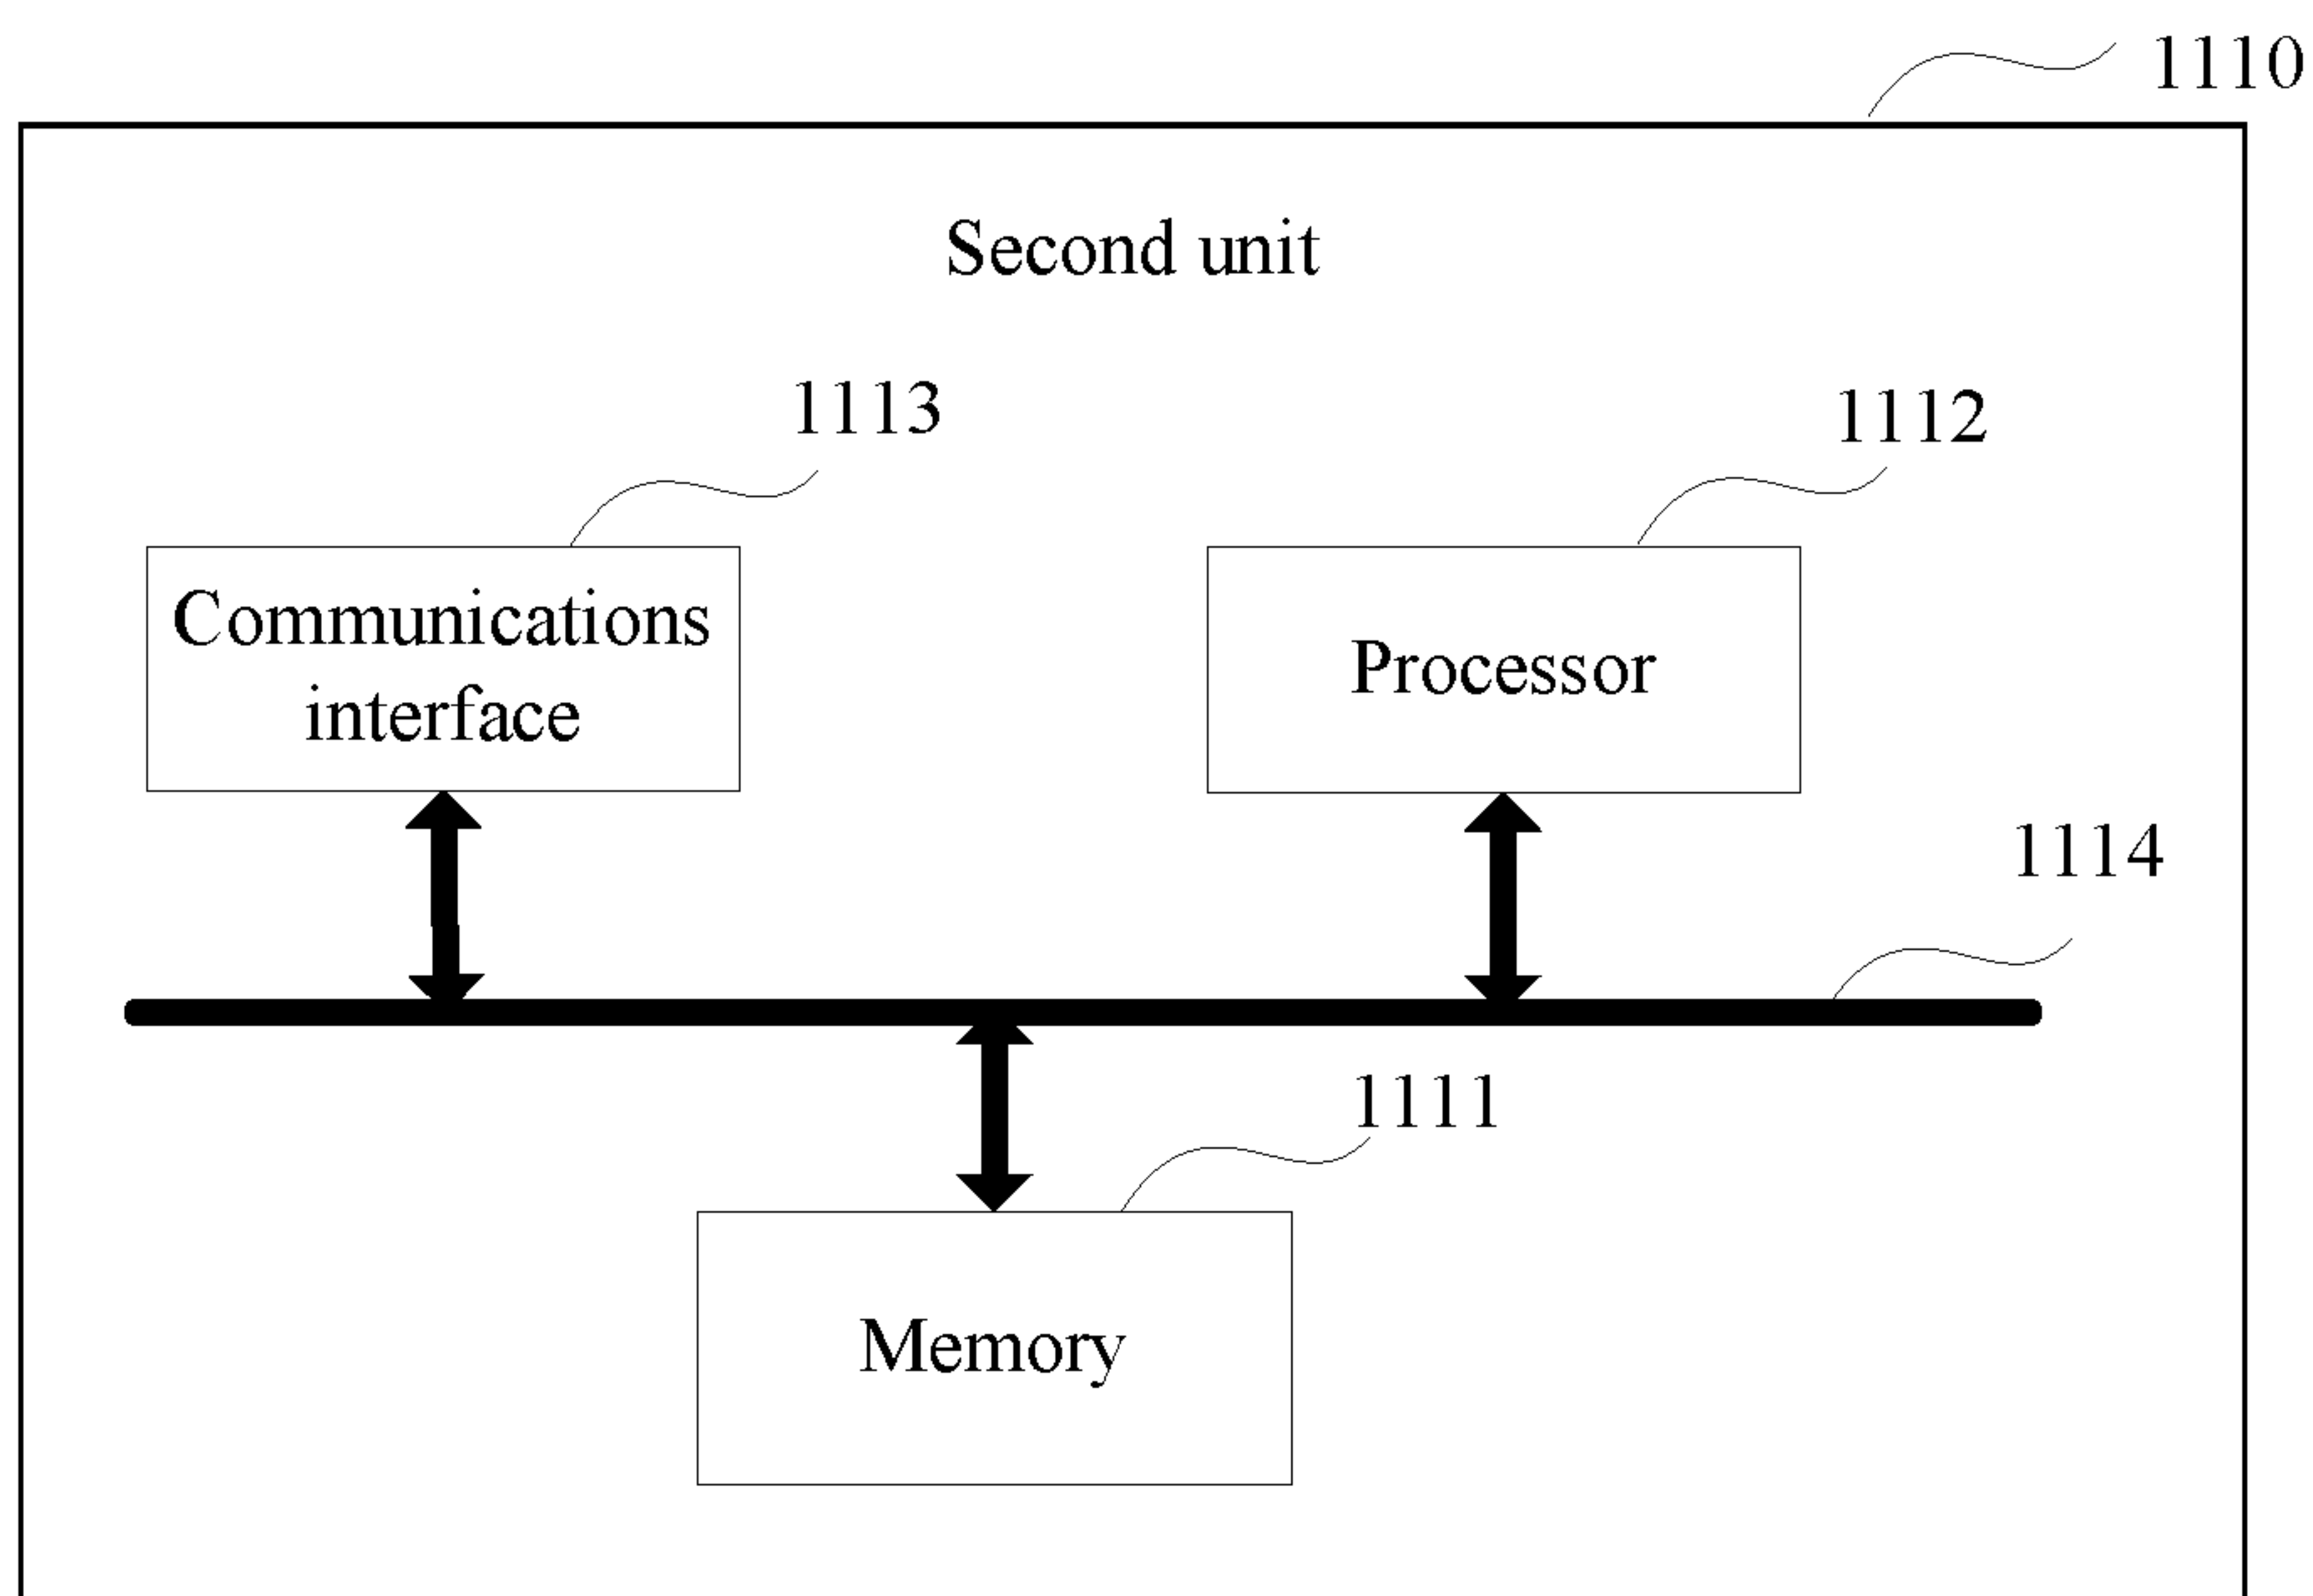 1110
Second unit
1113
1112
Communications
interface
Processor
1114
1111
Memory